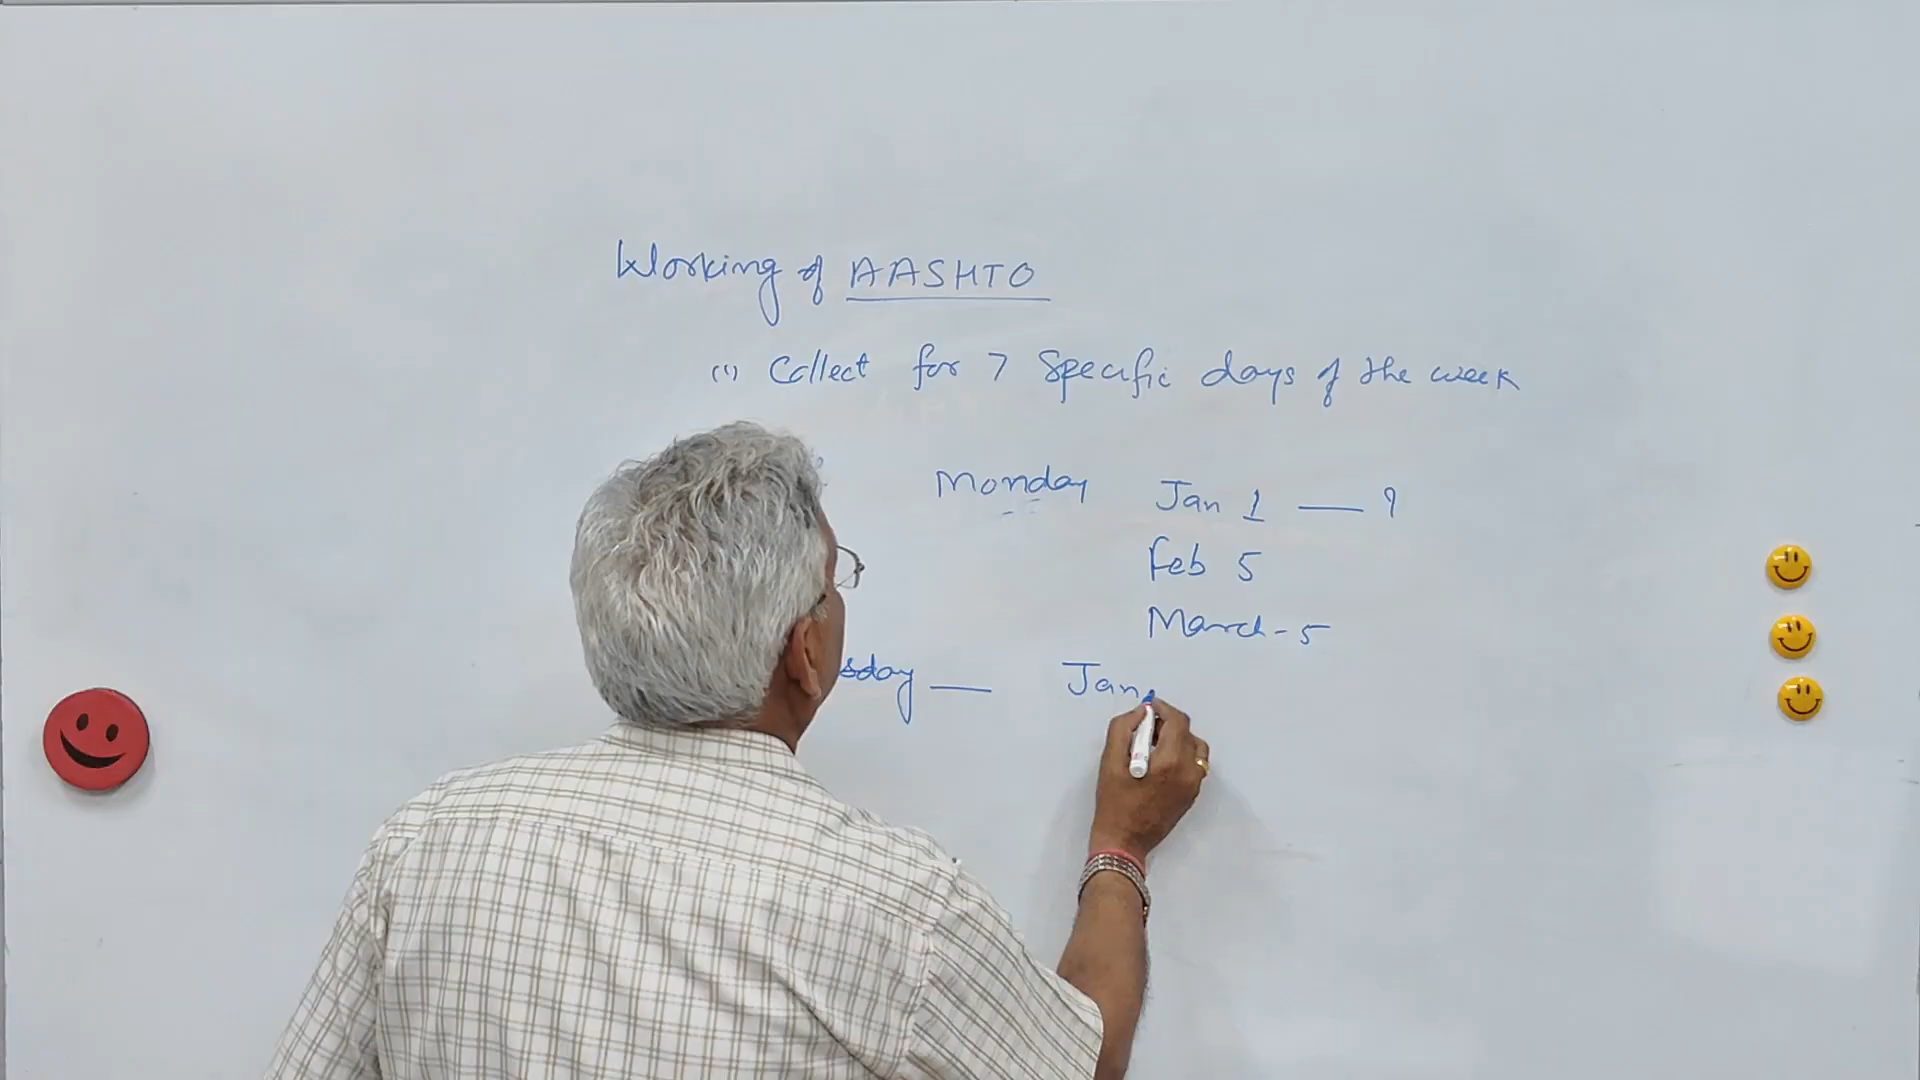 Working of AASHTO
(1) Collect for 7 Specific days of the week
Monday Jan 1 — ?
Feb 5
March - 5
sday — Jan